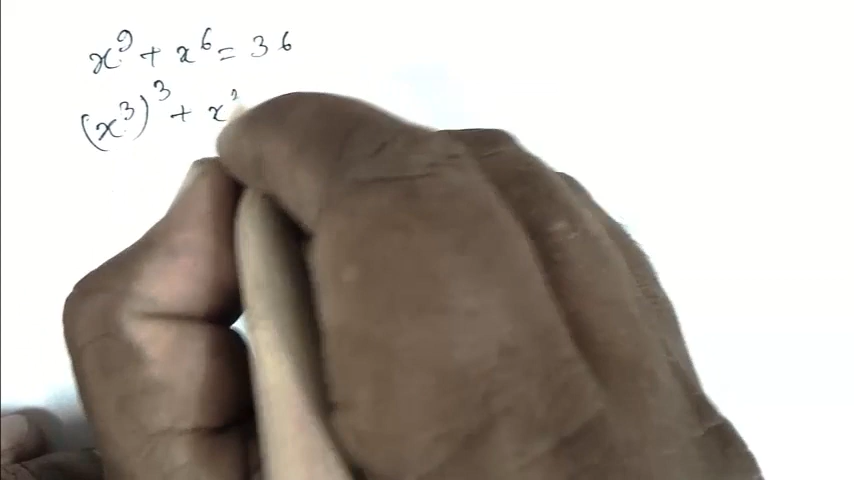 x⁹ + x⁶ = 36
(x³)³ + x